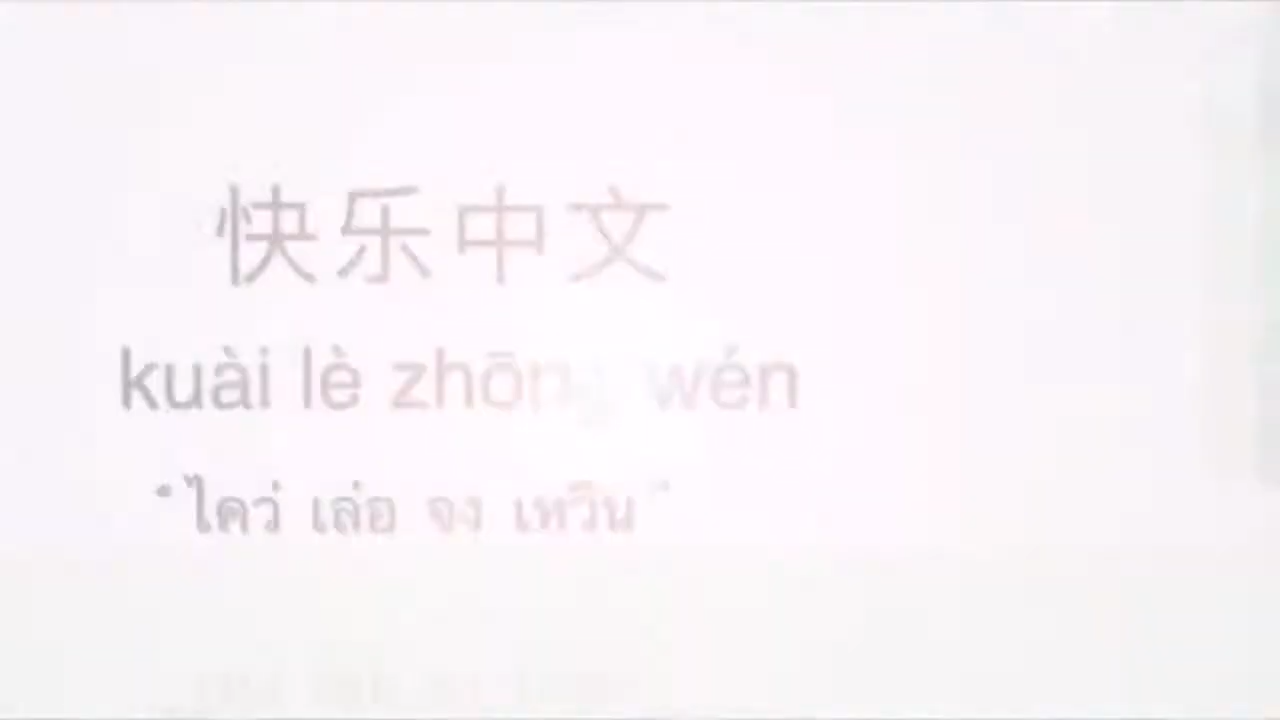 快乐中文
kuài lè zhōng wén
"ไคว่ เล่อ จง เหวิน"